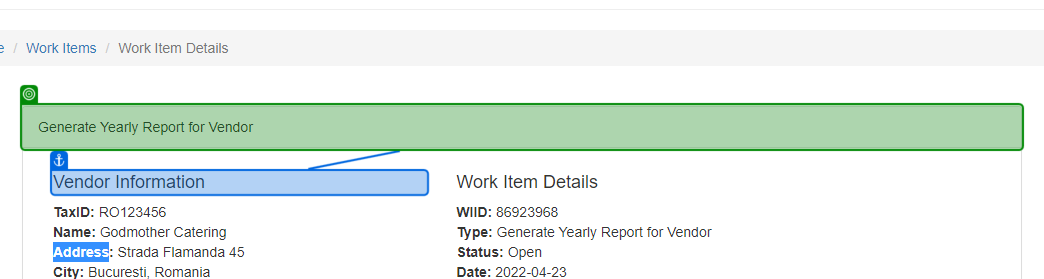 e / Work Items / Work Item Details
Generate Yearly Report for Vendor
Vendor Information
TaxID: RO123456
Name: Godmother Catering
Address: Strada Flamanda 45
City: Bucuresti, Romania
Work Item Details
WIID: 86923968
Type: Generate Yearly Report for Vendor
Status: Open
Date: 2022-04-23